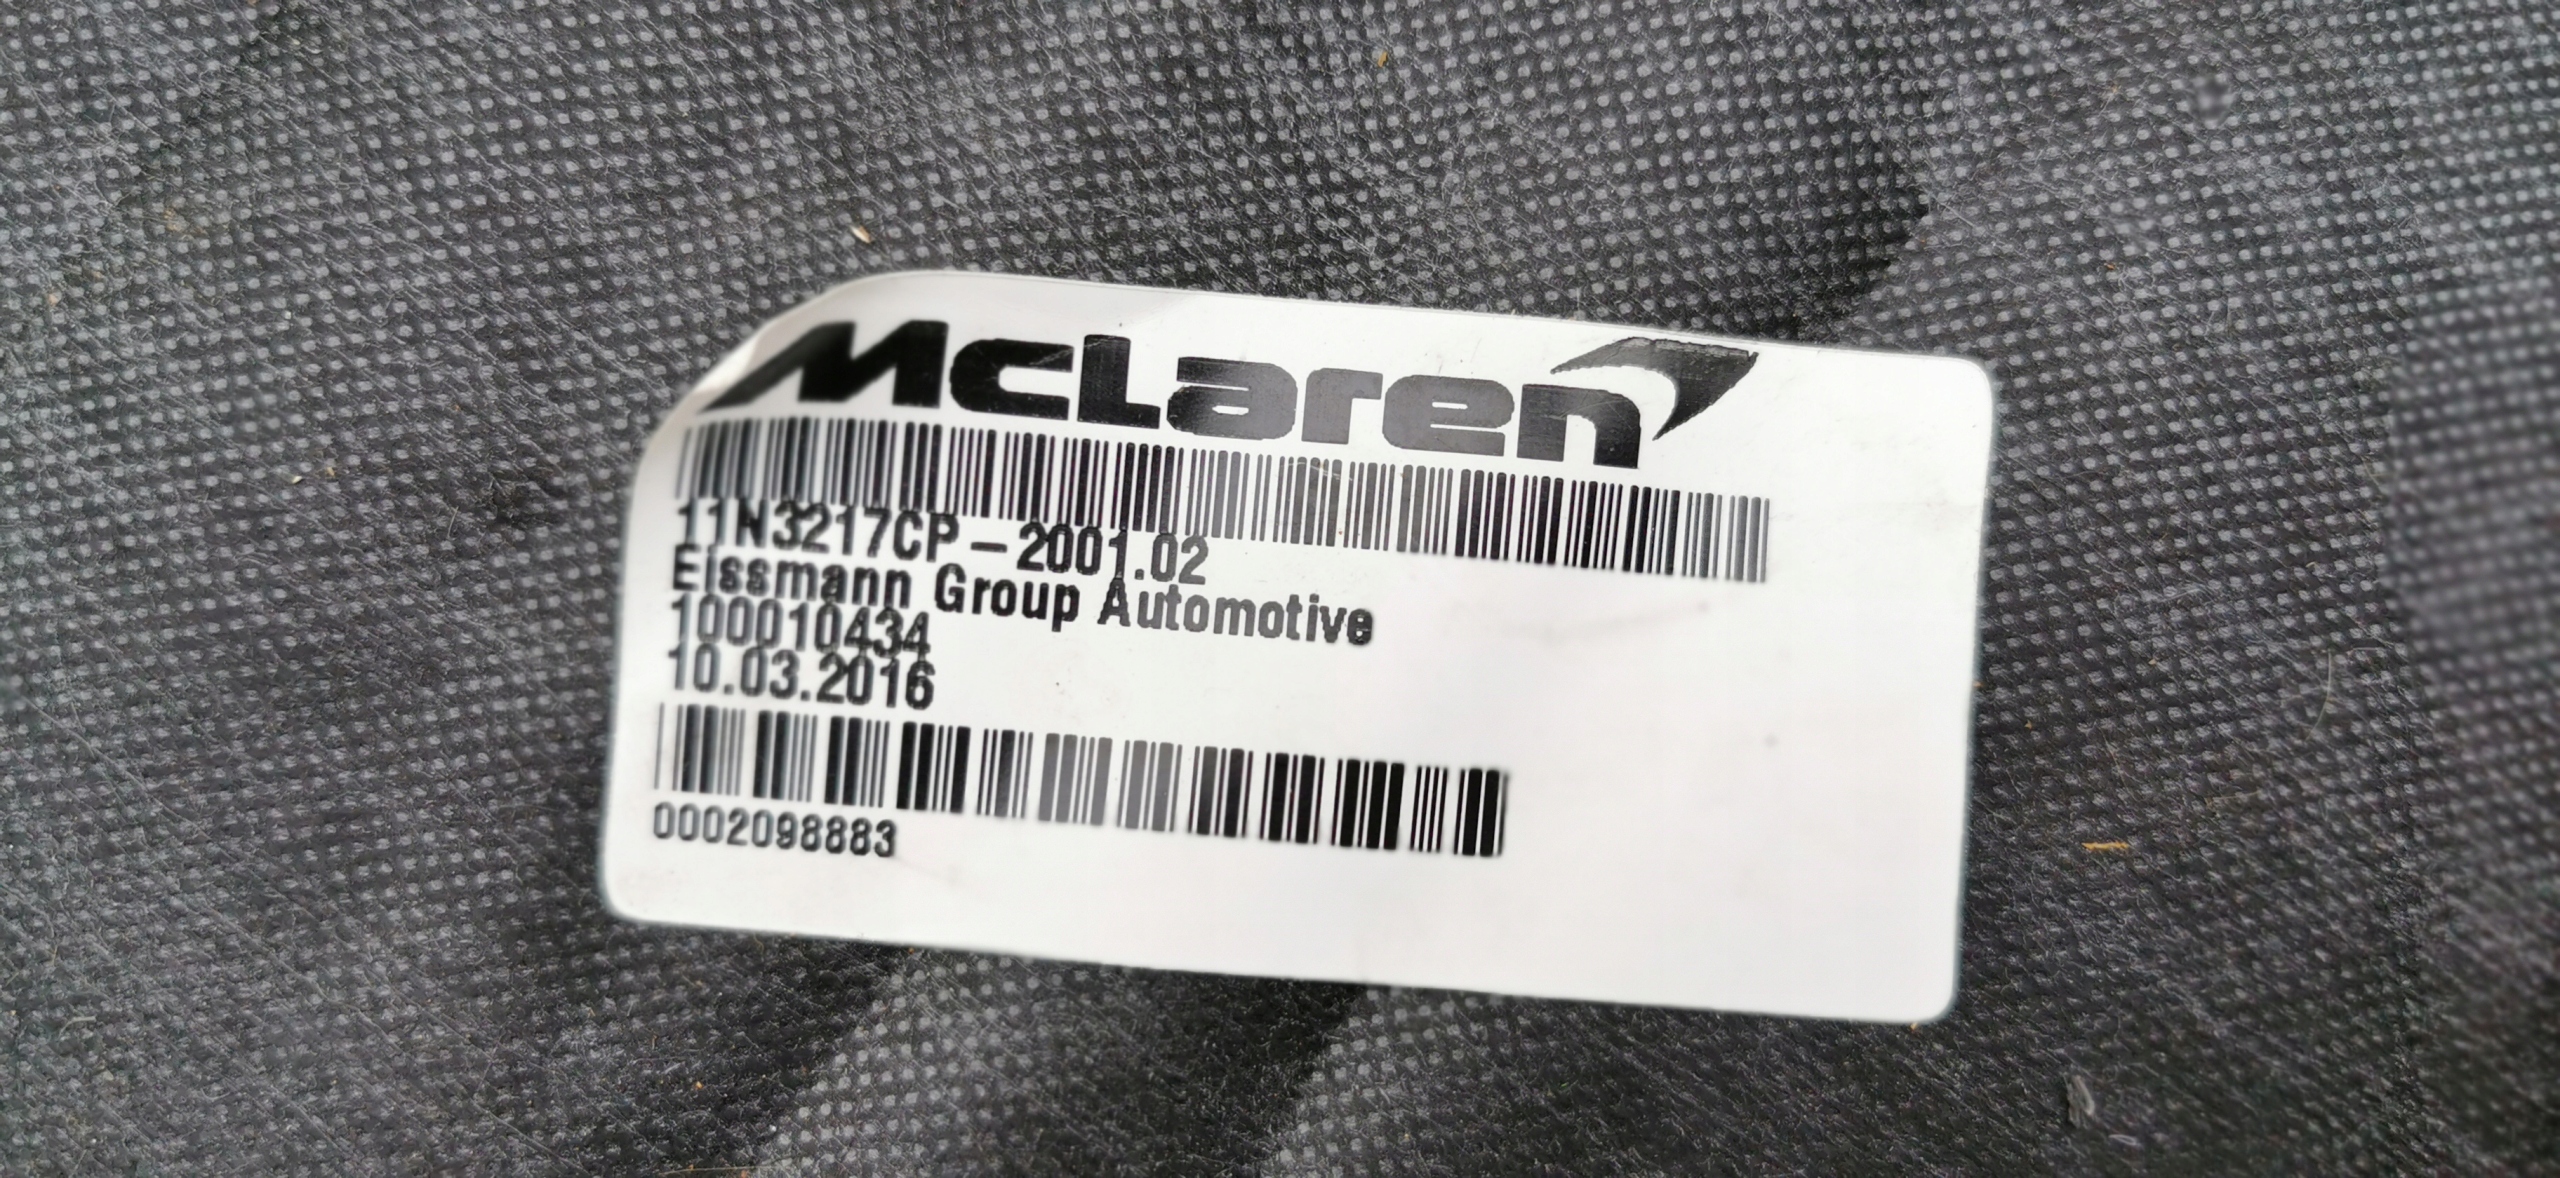 McLaren
11N3217CP-2001.02
Eissmann Group Automotive
100010434
10.03.2016
0002098883